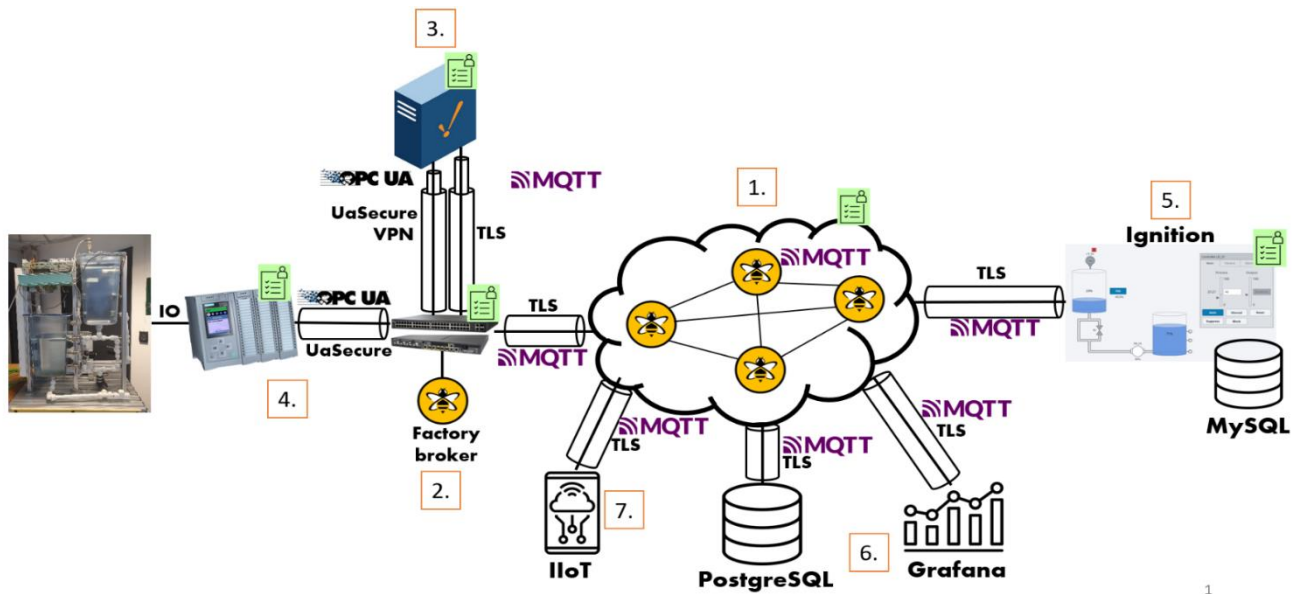 3.
OPC UA
MQTT
UaSecure
VPN
TLS
1.
5.
Ignition
MQTT
IO
OPC UA
UaSecure
TLS
MQTT
TLS
MQTT
4.
Factory
broker
2.
MQTT
TLS
MQTT
TLS
MQTT
TLS
MySQL
7.
IIoT
PostgreSQL
6.
Grafana
1